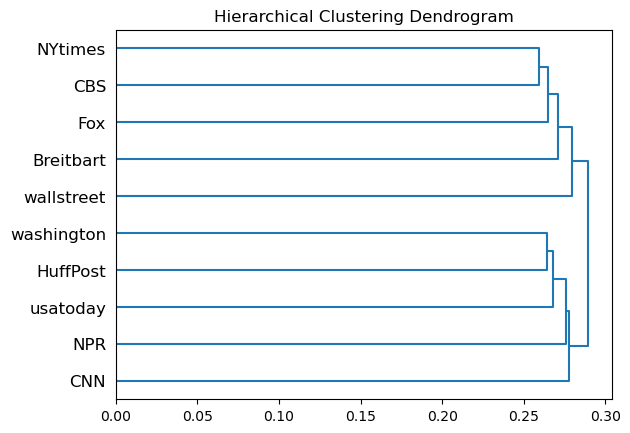 Hierarchical Clustering Dendrogram
NYtimes
CBS
Fox
Breitbart
wallstreet
washington
HuffPost
usatoday
NPR
CNN
0.00 0.05 0.10 0.15 0.20 0.25 0.30